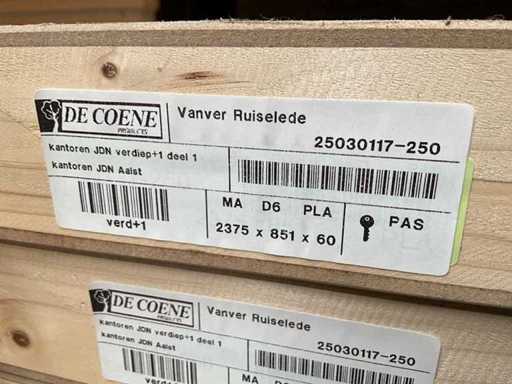 DE COENE
PRODUCTS
Vanver Ruiselede
25030117-250
kantoren JDN verdiep+1 deel 1
kantoren JDN Aalst
verd+1
MA D6 PLA
2375 x 851 x 60
PAS
DE COENE
PRODUCTS
Vanver Ruiselede
25030117-250
kantoren JDN verdiep+1 deel 1
kantoren JDN Aalst
verd+1
MA